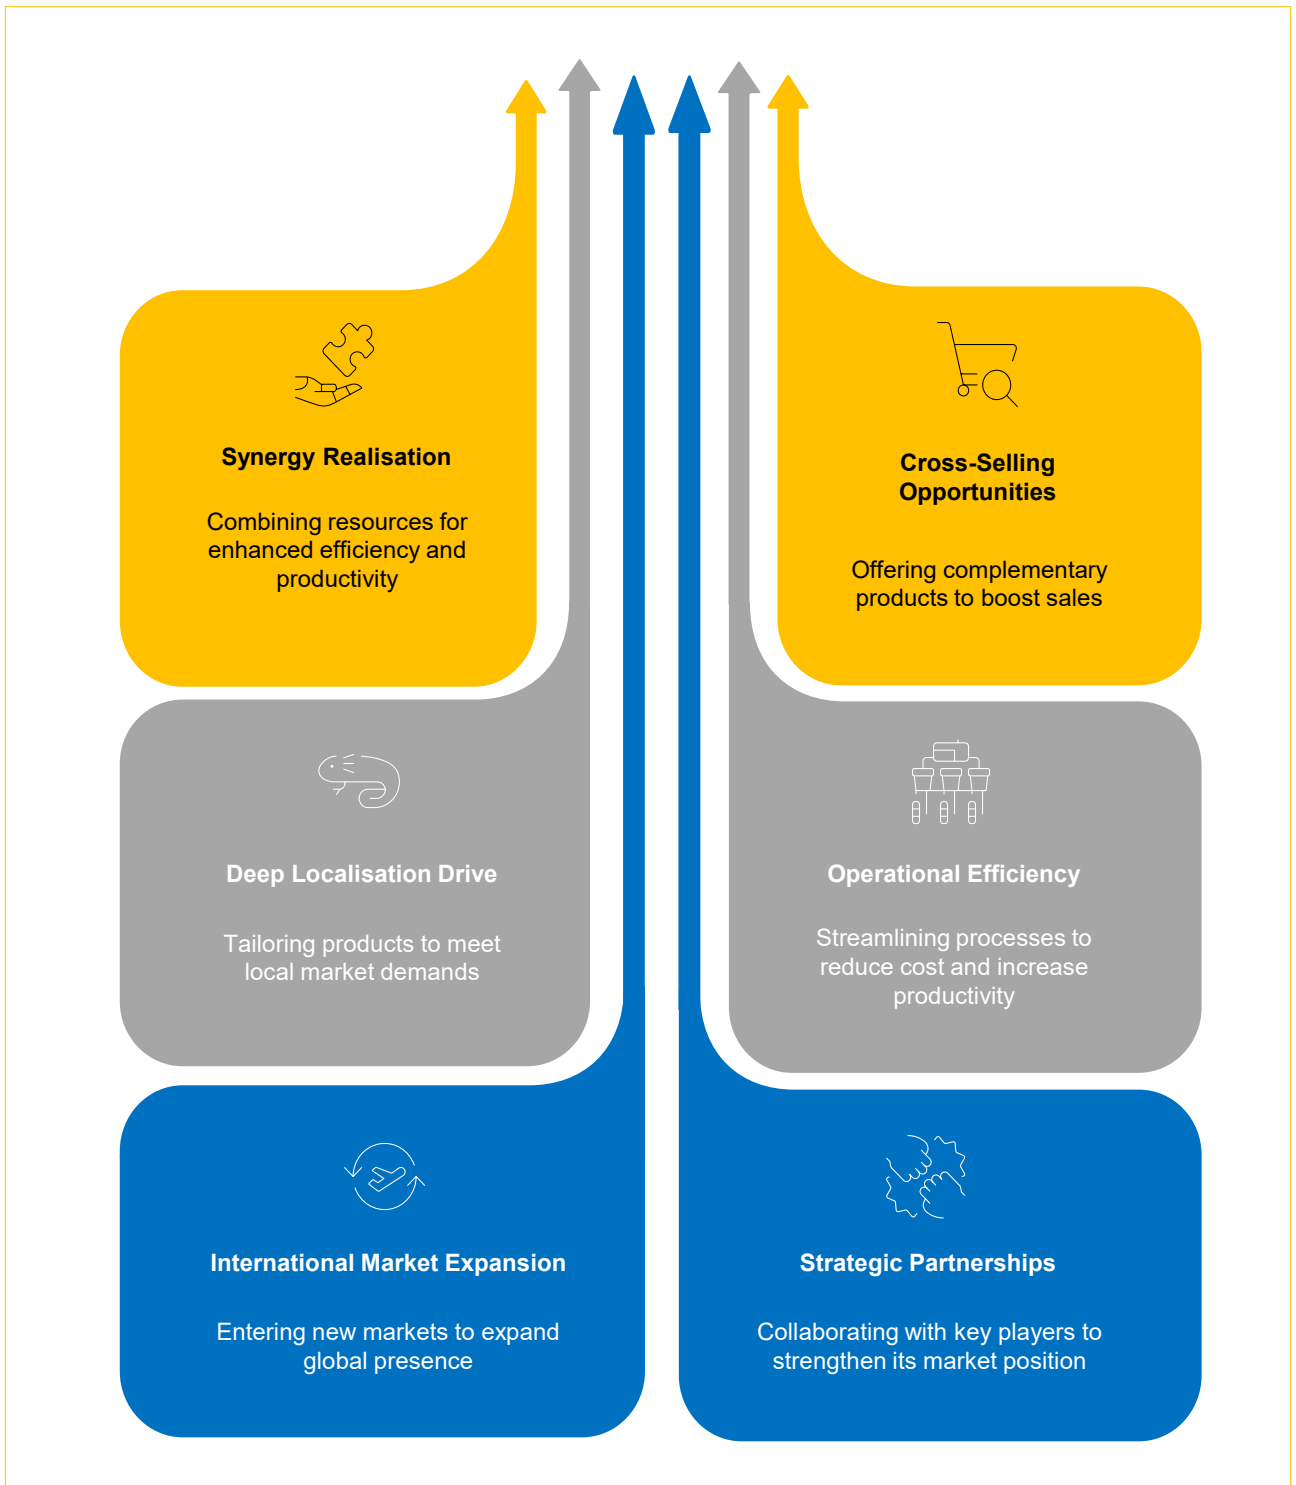 Synergy Realisation
Combining resources for
enhanced efficiency and
productivity
Cross-Selling
Opportunities
Offering complementary
products to boost sales
Deep Localisation Drive
Tailoring products to meet
local market demands
Operational Efficiency
Streamlining processes to
reduce cost and increase
productivity
International Market Expansion
Entering new markets to expand
global presence
Strategic Partnerships
Collaborating with key players to
strengthen its market position